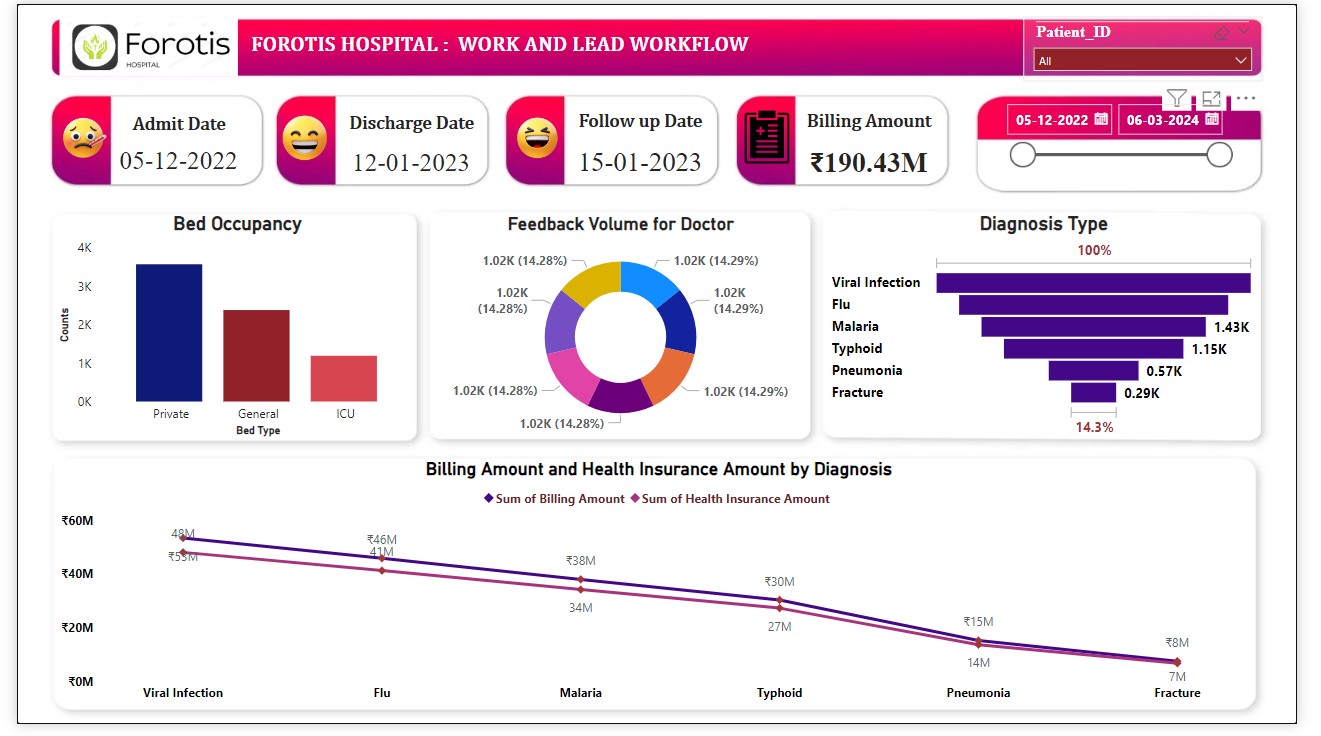 Forotis
HOSPITAL
FOROTIS HOSPITAL : WORK AND LEAD WORKFLOW
Patient_ID
All
Admit Date
05-12-2022
Discharge Date
12-01-2023
Follow up Date
15-01-2023
Billing Amount
₹190.43M
05-12-2022
06-03-2024
Bed Occupancy
4K
3K
2K
1K
0K
Counts
Private
General
ICU
Bed Type
Feedback Volume for Doctor
1.02K (14.28%)
1.02K (14.29%)
1.02K
(14.28%)
1.02K
(14.29%)
1.02K (14.28%)
1.02K (14.29%)
1.02K (14.28%)
Diagnosis Type
100%
Viral Infection
Flu
Malaria
1.43K
Typhoid
1.15K
Pneumonia
0.57K
Fracture
0.29K
14.3%
Billing Amount and Health Insurance Amount by Diagnosis
Sum of Billing Amount
Sum of Health Insurance Amount
₹60M
₹40M
₹20M
₹0M
48M
₹53M
₹46M
41M
₹38M
34M
₹30M
27M
₹15M
14M
₹8M
7M
Viral Infection
Flu
Malaria
Typhoid
Pneumonia
Fracture